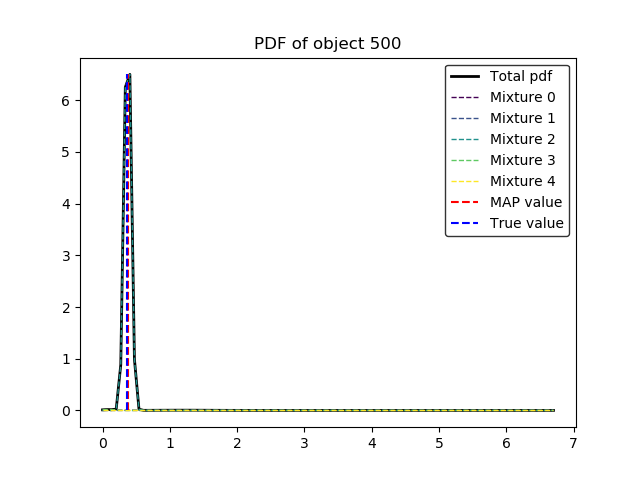 PDF of object 500
Total pdf
Mixture 0
Mixture 1
Mixture 2
Mixture 3
Mixture 4
MAP value
True value
6
5
4
3
2
1
0
0 1 2 3 4 5 6 7